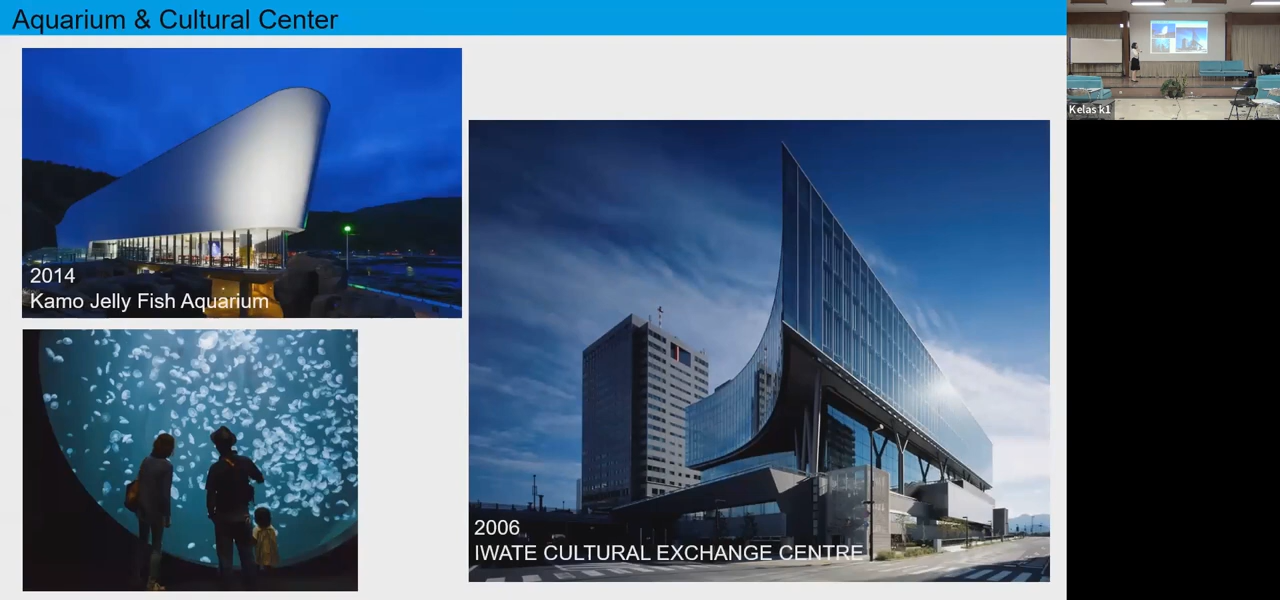 Aquarium & Cultural Center
2014
Kamo Jelly Fish Aquarium
2006
IWATE CULTURAL EXCHANGE CENTRE
Kelas k1